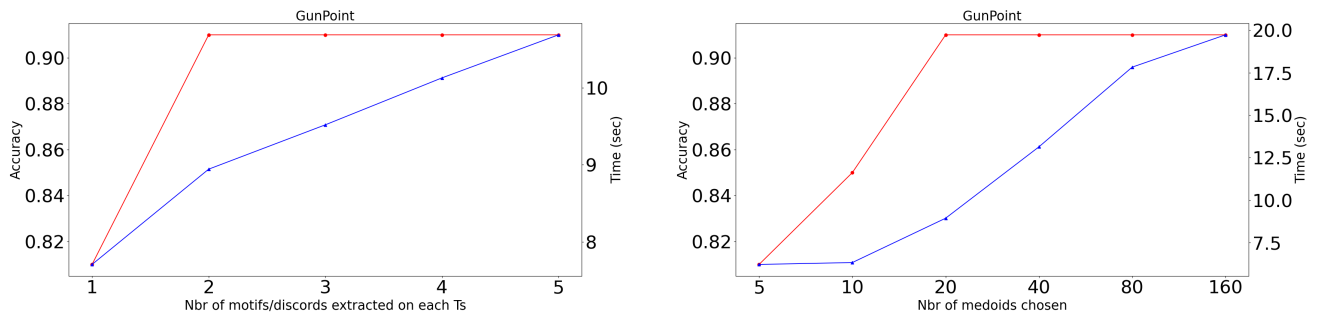 GunPoint
0.90
0.88
0.86
0.84
0.82
Accuracy
10
9
8
Time (sec)
1 2 3 4 5
Nbr of motifs/discords extracted on each Ts
GunPoint
0.90
0.88
0.86
0.84
0.82
Accuracy
20.0
17.5
15.0
12.5
10.0
7.5
Time (sec)
5 10 20 40 80 160
Nbr of medoids chosen